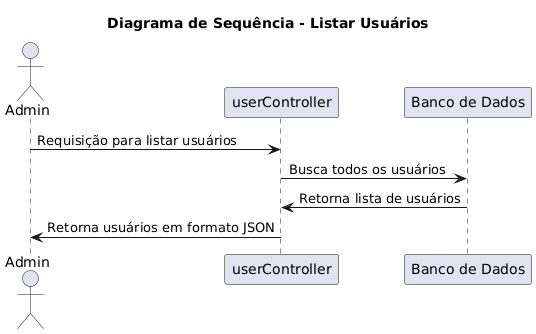 Diagrama de Sequência - Listar Usuários
Admin
userController
Banco de Dados
Requisição para listar usuários
Busca todos os usuários
Retorna lista de usuários
Retorna usuários em formato JSON
Admin
userController
Banco de Dados